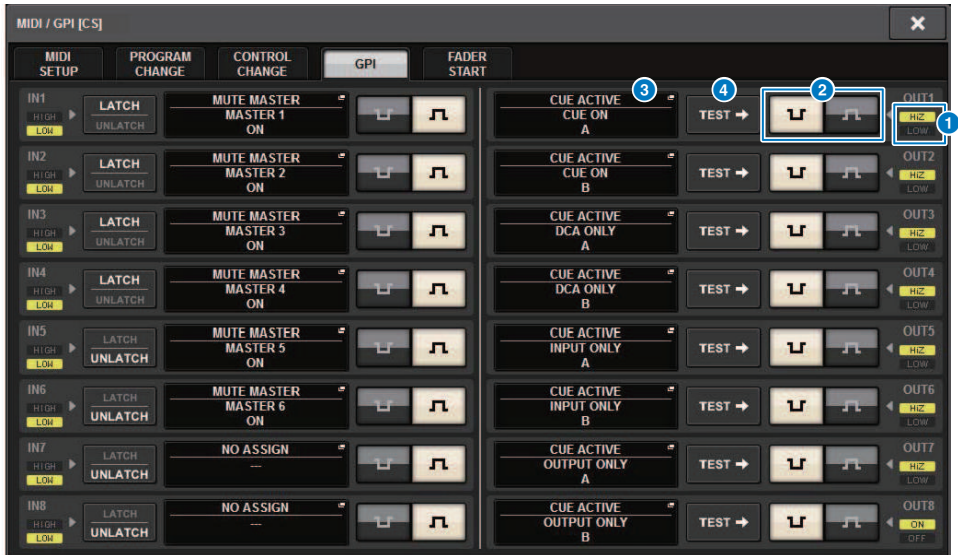 MIDI / GPI [CS]
MIDI SETUP
PROGRAM CHANGE
CONTROL CHANGE
GPI
FADER START
IN1
HIGH
LOW
LATCH
UNLATCH
MUTE MASTER
MASTER 1
ON
CUE ACTIVE
CUE ON
A
3
4
TEST
2
OUT1
HiZ
LOW
1
IN2
HIGH
LOW
LATCH
UNLATCH
MUTE MASTER
MASTER 2
ON
CUE ACTIVE
CUE ON
B
TEST
OUT2
HiZ
LOW
IN3
HIGH
LOW
LATCH
UNLATCH
MUTE MASTER
MASTER 3
ON
CUE ACTIVE
DCA ONLY
A
TEST
OUT3
HiZ
LOW
IN4
HIGH
LOW
LATCH
UNLATCH
MUTE MASTER
MASTER 4
ON
CUE ACTIVE
DCA ONLY
B
TEST
OUT4
HiZ
LOW
IN5
HIGH
LOW
LATCH
UNLATCH
MUTE MASTER
MASTER 5
ON
CUE ACTIVE
INPUT ONLY
A
TEST
OUT5
HiZ
LOW
IN6
HIGH
LOW
LATCH
UNLATCH
MUTE MASTER
MASTER 6
ON
CUE ACTIVE
INPUT ONLY
B
TEST
OUT6
HiZ
LOW
IN7
HIGH
LOW
LATCH
UNLATCH
NO ASSIGN
---
CUE ACTIVE
OUTPUT ONLY
A
TEST
OUT7
HiZ
LOW
IN8
HIGH
LOW
LATCH
UNLATCH
NO ASSIGN
---
CUE ACTIVE
OUTPUT ONLY
B
TEST
OUT8
ON
OFF